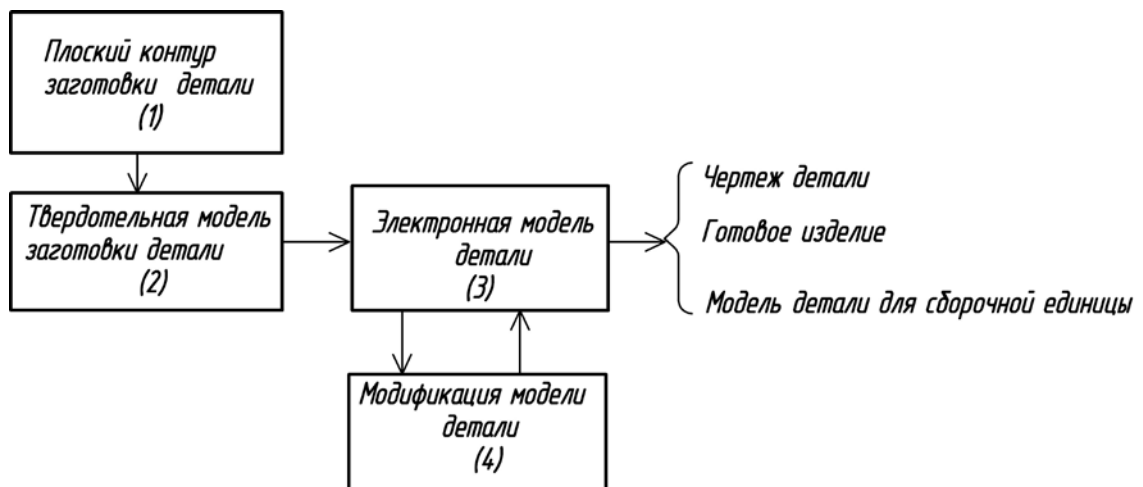 Плоский контур
заготовки детали
(1)
Твердотельная модель
заготовки детали
(2)
Электронная модель
детали
(3)
Модификация модели
детали
(4)
Чертеж детали
Готовое изделие
Модель детали для сборочной единицы